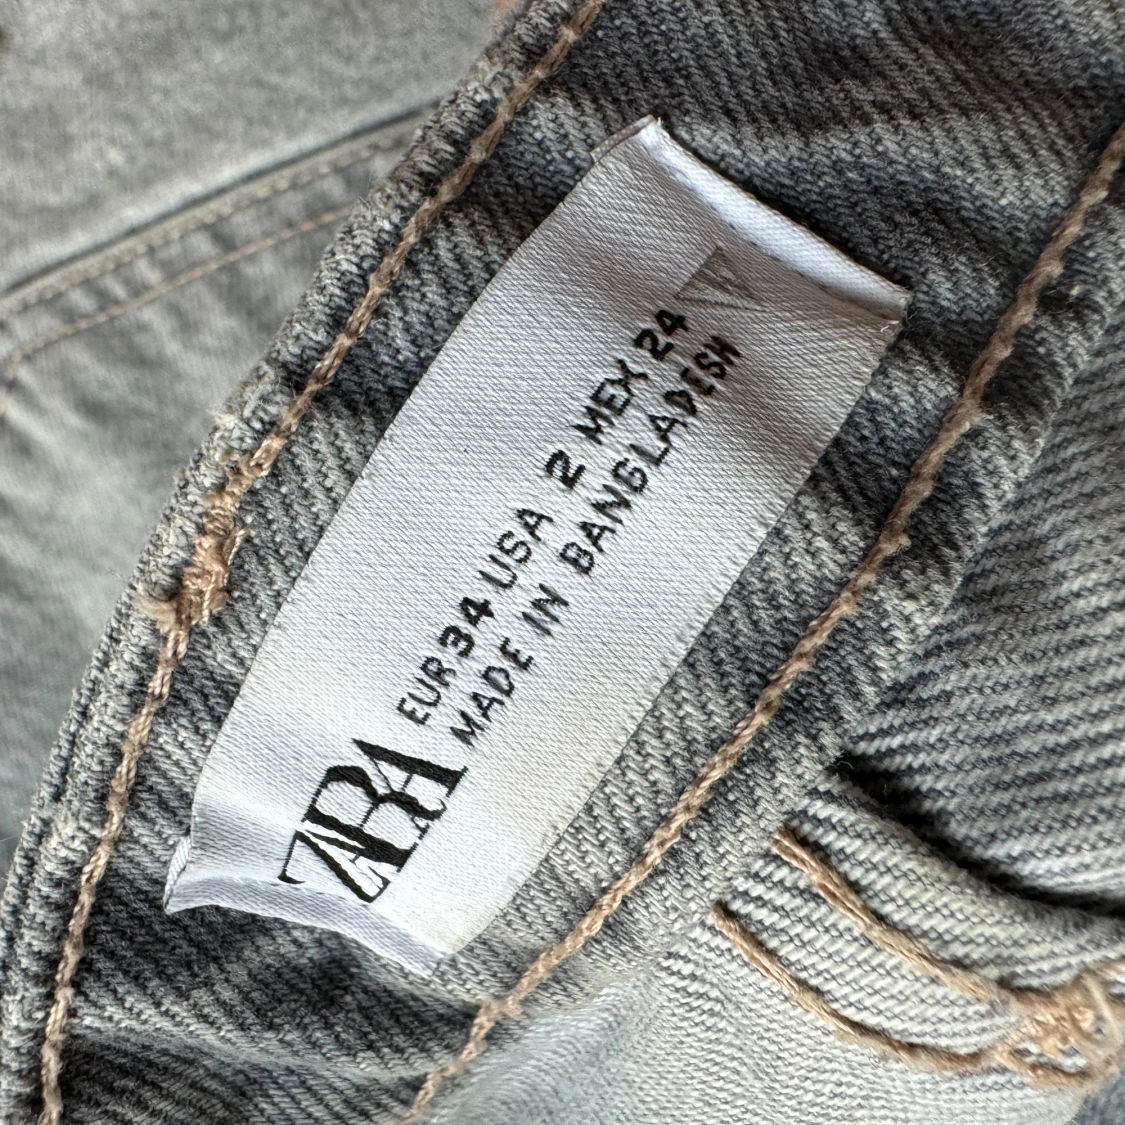 ZARA
EUR 34 USA 2 MEX 24
MADE IN BANGLADESH